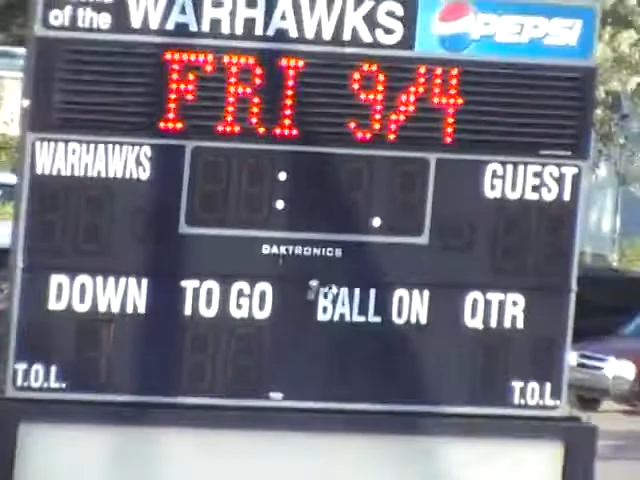 of the WARHAWKS PEPSI
FRI 9/4
WARHAWKS GUEST
DAKTRONICS
DOWN TO GO BALL ON QTR
T.O.L. T.O.L.